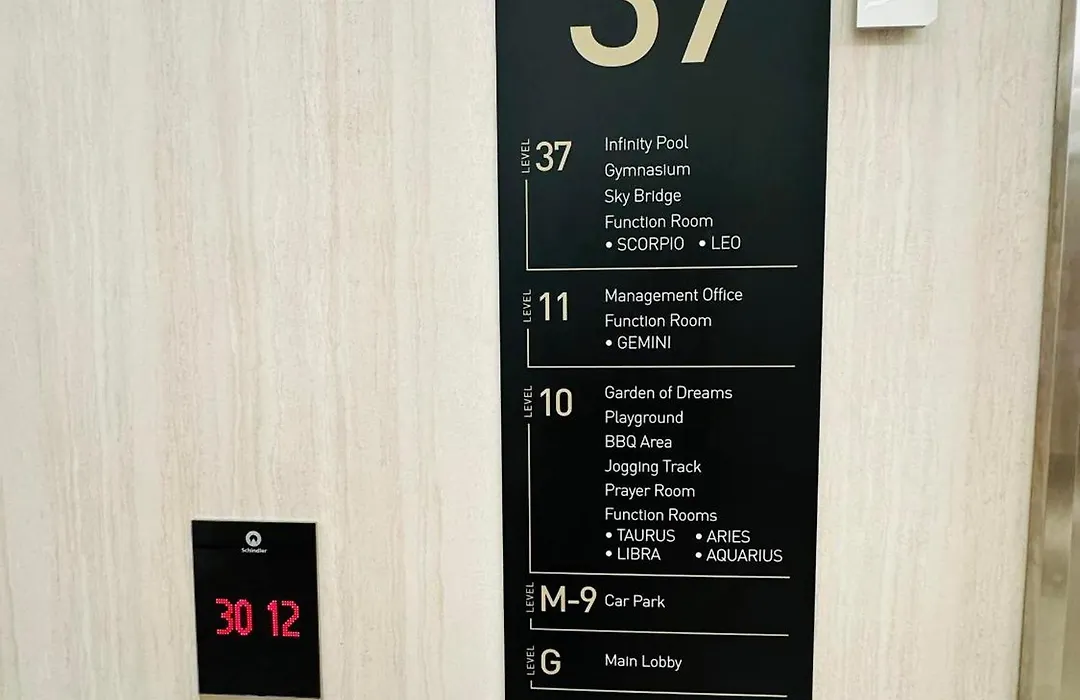 37
LEVEL 37 Infinity Pool
Gymnasium
Sky Bridge
Function Room
• SCORPIO • LEO
LEVEL 11 Management Office
Function Room
• GEMINI
LEVEL 10 Garden of Dreams
Playground
BBQ Area
Jogging Track
Prayer Room
Function Rooms
• TAURUS • ARIES
• LIBRA • AQUARIUS
LEVEL M-9 Car Park
LEVEL G Main Lobby
Schindler
30 12